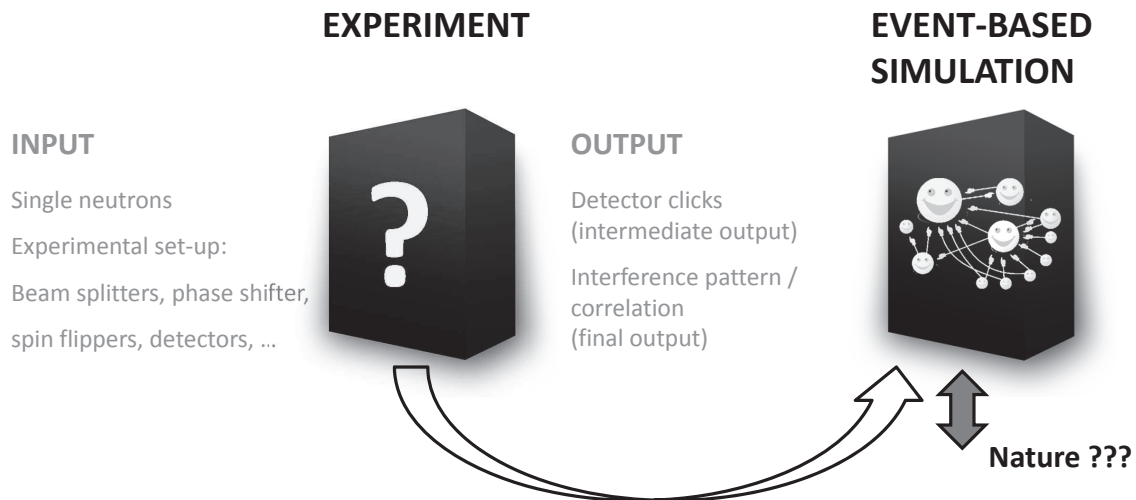 EXPERIMENT
EVENT-BASED
SIMULATION
INPUT
Single neutrons
Experimental set-up:
Beam splitters, phase shifter,
spin flippers, detectors, ...
?
OUTPUT
Detector clicks
(intermediate output)
Interference pattern /
correlation
(final output)
Nature ???